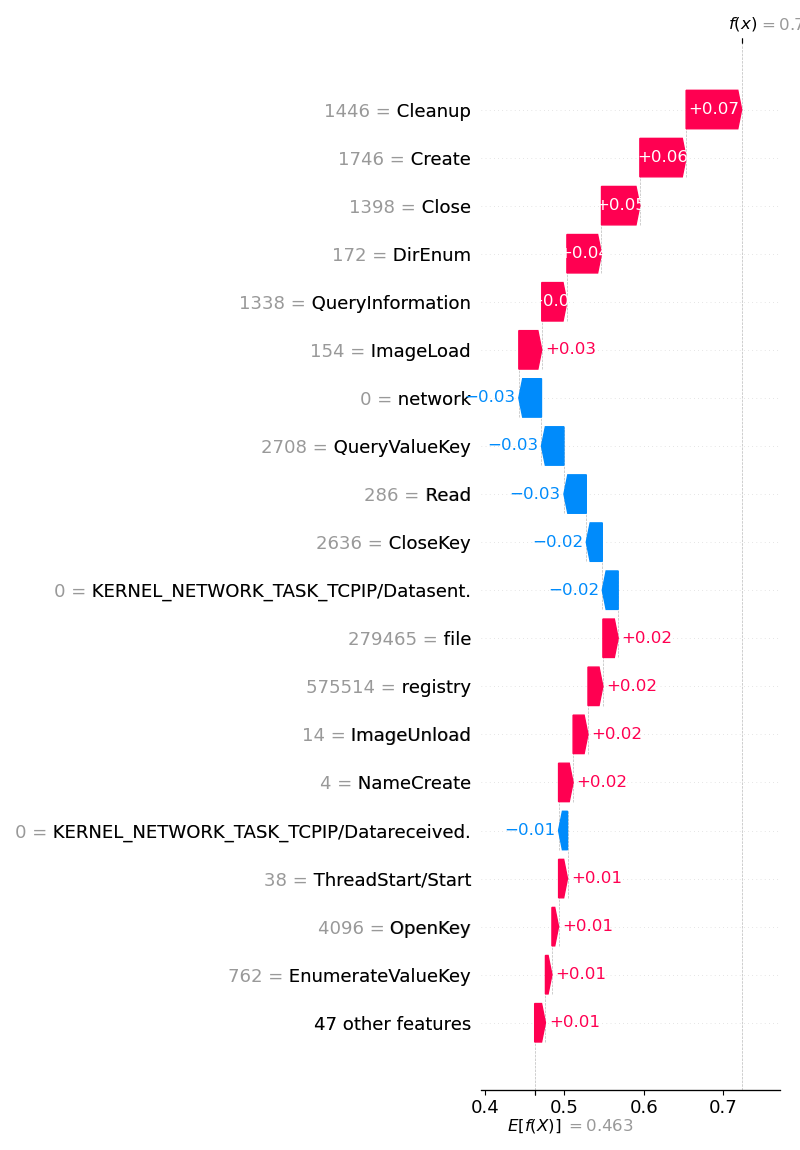 f(x) = 0.7
1446 = Cleanup +0.07
1746 = Create +0.06
1398 = Close +0.05
172 = DirEnum +0.04
1338 = QueryInformation
154 = ImageLoad +0.03
0 = network −0.03
2708 = QueryValueKey −0.03
286 = Read −0.03
2636 = CloseKey −0.02
0 = KERNEL_NETWORK_TASK_TCPIP/Datasent. −0.02
279465 = file +0.02
575514 = registry +0.02
14 = ImageUnload +0.02
4 = NameCreate +0.02
0 = KERNEL_NETWORK_TASK_TCPIP/Datareceived. −0.01
38 = ThreadStart/Start +0.01
4096 = OpenKey +0.01
762 = EnumerateValueKey +0.01
47 other features +0.01
0.4 0.5 0.6 0.7
E[f(X)] = 0.463